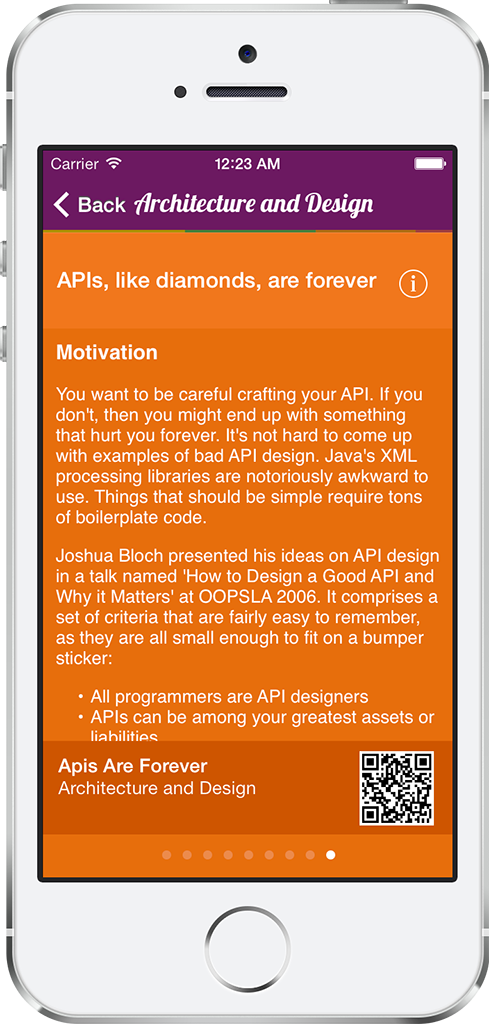 Carrier 12:23 AM
Back Architecture and Design
APIs, like diamonds, are forever i
Motivation
You want to be careful crafting your API. If you
don't, then you might end up with something
that hurt you forever. It's not hard to come up
with examples of bad API design. Java's XML
processing libraries are notoriously awkward to
use. Things that should be simple require tons
of boilerplate code.
Joshua Bloch presented his ideas on API design
in a talk named 'How to Design a Good API and
Why it Matters' at OOPSLA 2006. It comprises a
set of criteria that are fairly easy to remember,
as they are all small enough to fit on a bumper
sticker:
• All programmers are API designers
• APIs can be among your greatest assets or
liabilities
Apis Are Forever
Architecture and Design